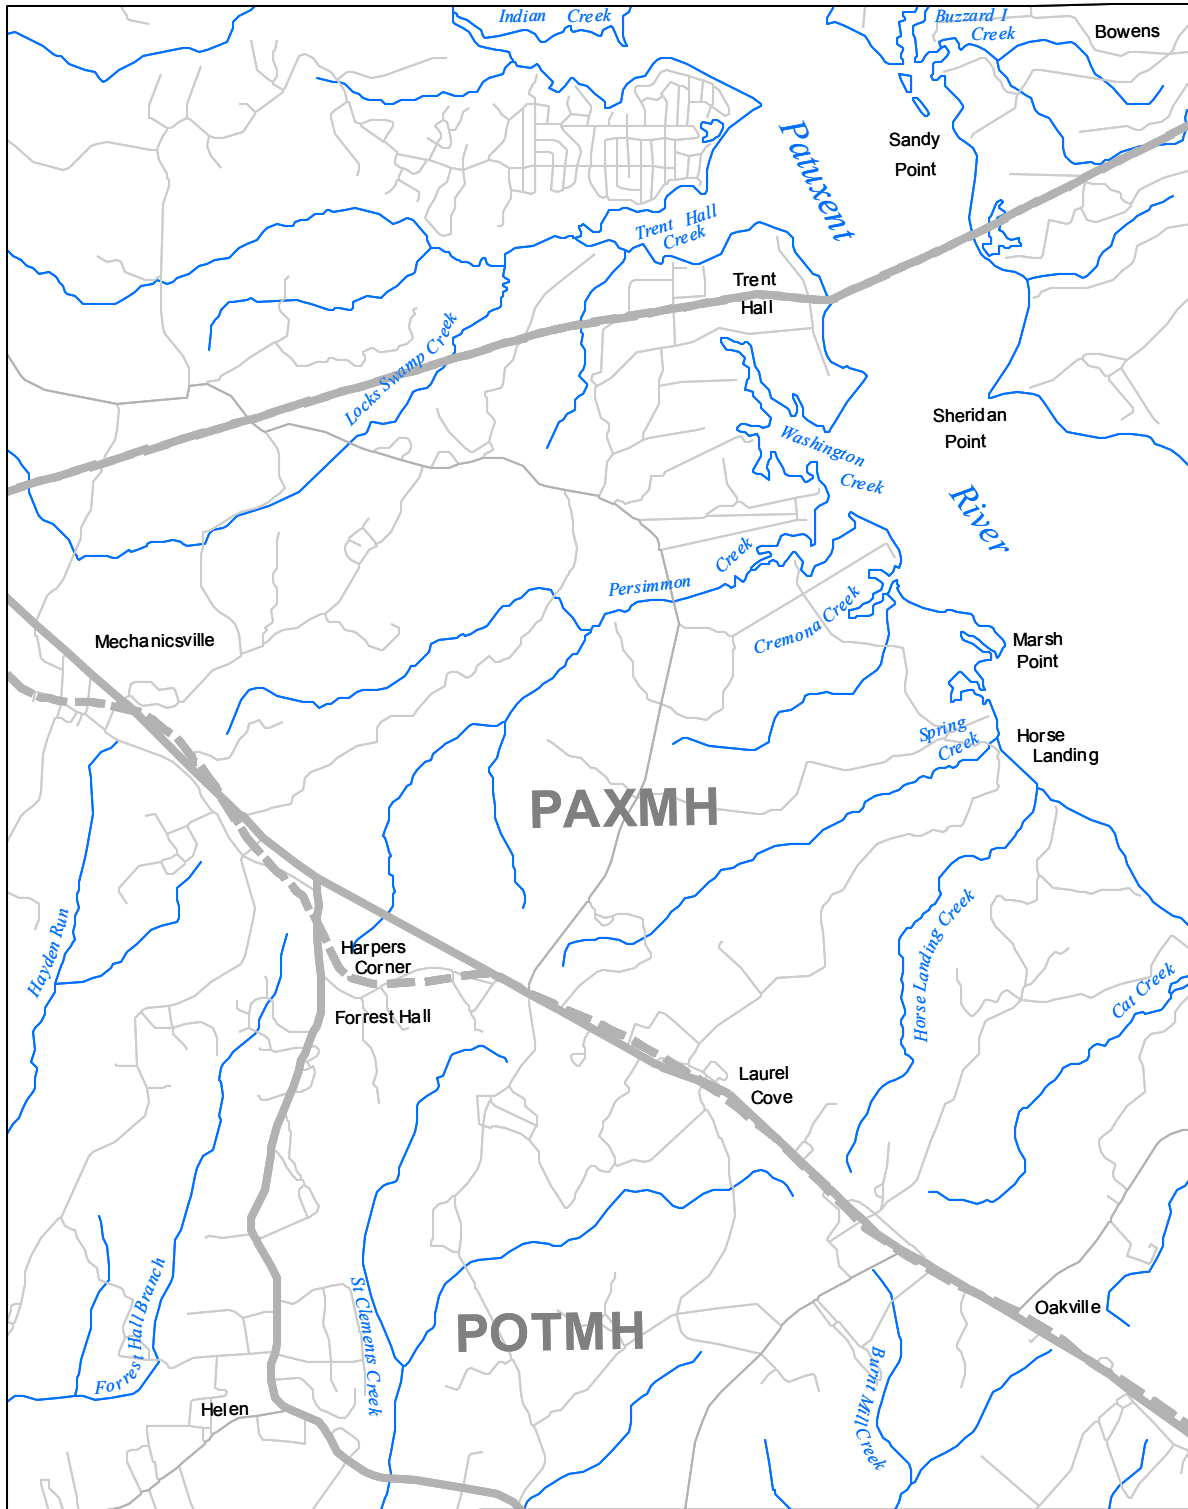 Indian Creek
Buzzard I
Creek
Bowens
Patuxent
Sandy
Point
Trent Hall
Creek
Trent
Hall
Locks Swamp Creek
Sheridan
Point
Washington
Creek
River
Persimmon Creek
Cremona Creek
Mechanicsville
Marsh
Point
Spring
Creek
Horse
Landing
PAXMH
Hayden Run
Harpers
Corner
Horse Landing Creek
Cat Creek
Forrest Hall
Laurel
Cove
Forrest Hall Branch
St Clements Creek
POTMH
Oakville
Burnt Mill Creek
Helen